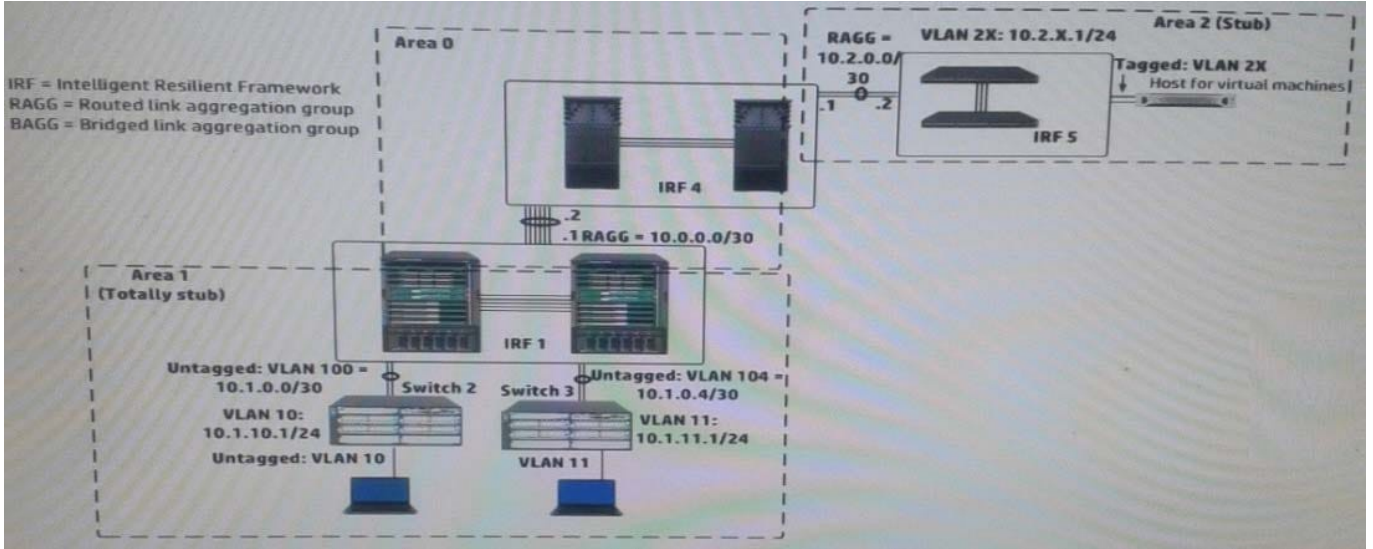 Area 0
IRF = Intelligent Resilient Framework
RAGG = Routed link aggregation group
BAGG = Bridged link aggregation group
Area 2 (Stub)
RAGG =
10.2.0.0/
30
VLAN 2X: 10.2.X.1/24
Tagged: VLAN 2X
Host for virtual machines
.1
.2
IRF 5
IRF 4
.2
.1 RAGG = 10.0.0.0/30
Area 1
(Totally stub)
IRF 1
Untagged: VLAN 100 =
10.1.0.0/30
Switch 2
Switch 3
Untagged: VLAN 104 =
10.1.0.4/30
VLAN 10:
10.1.10.1/24
VLAN 11:
10.1.11.1/24
Untagged: VLAN 10
VLAN 11